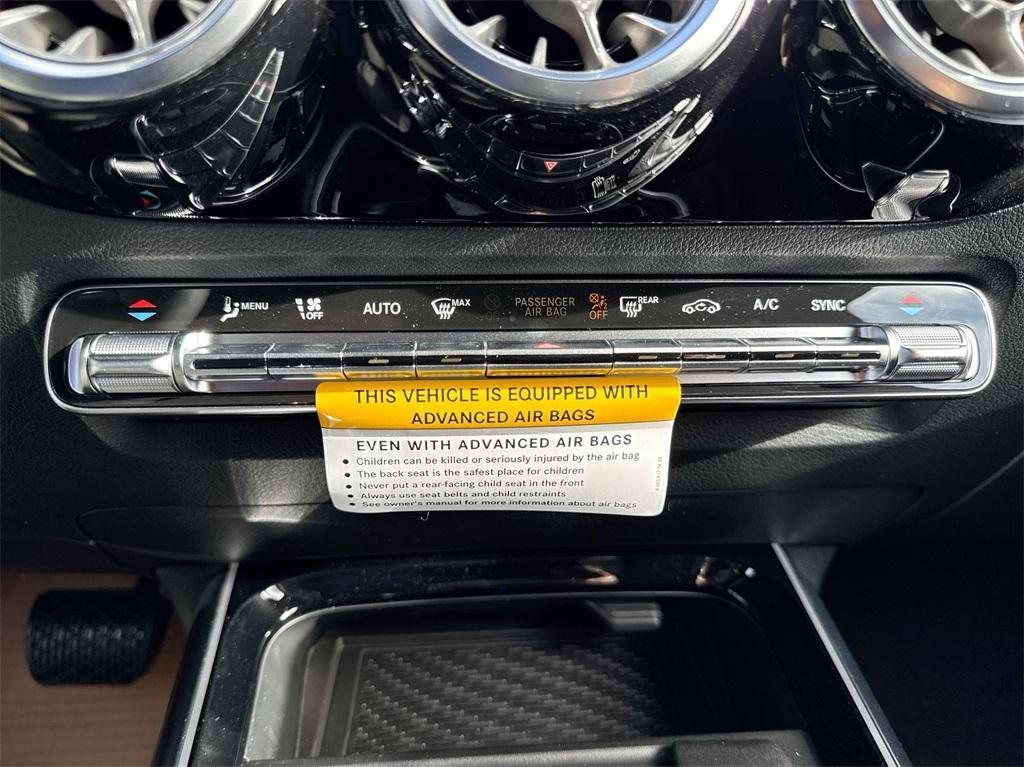 MENU
OFF
AUTO
MAX
PASSENGER
AIR BAG
OFF
REAR
A/C
SYNC
THIS VEHICLE IS EQUIPPED WITH
ADVANCED AIR BAGS
EVEN WITH ADVANCED AIR BAGS
• Children can be killed or seriously injured by the air bag
• The back seat is the safest place for children
• Never put a rear-facing child seat in the front
• Always use seat belts and child restraints
• See owner's manual for more information about air bags